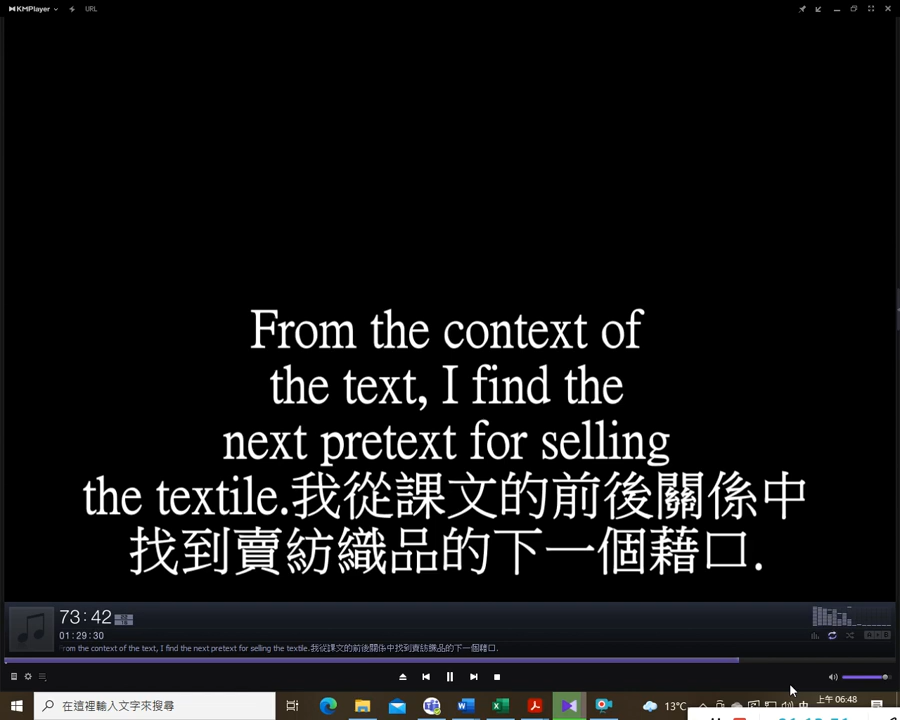 KMPlayer URL
From the context of
the text, I find the
next pretext for selling
the textile.我從課文的前後關係中
找到賣紡織品的下一個藉口.
73:42
01:29:30
rom the context of the text, I find the next pretext for selling the textile.我從課文的前後關係中找到賣紡織品的下一個藉口.
在這裡輸入文字來搜尋
13°C
中
上午 06:48